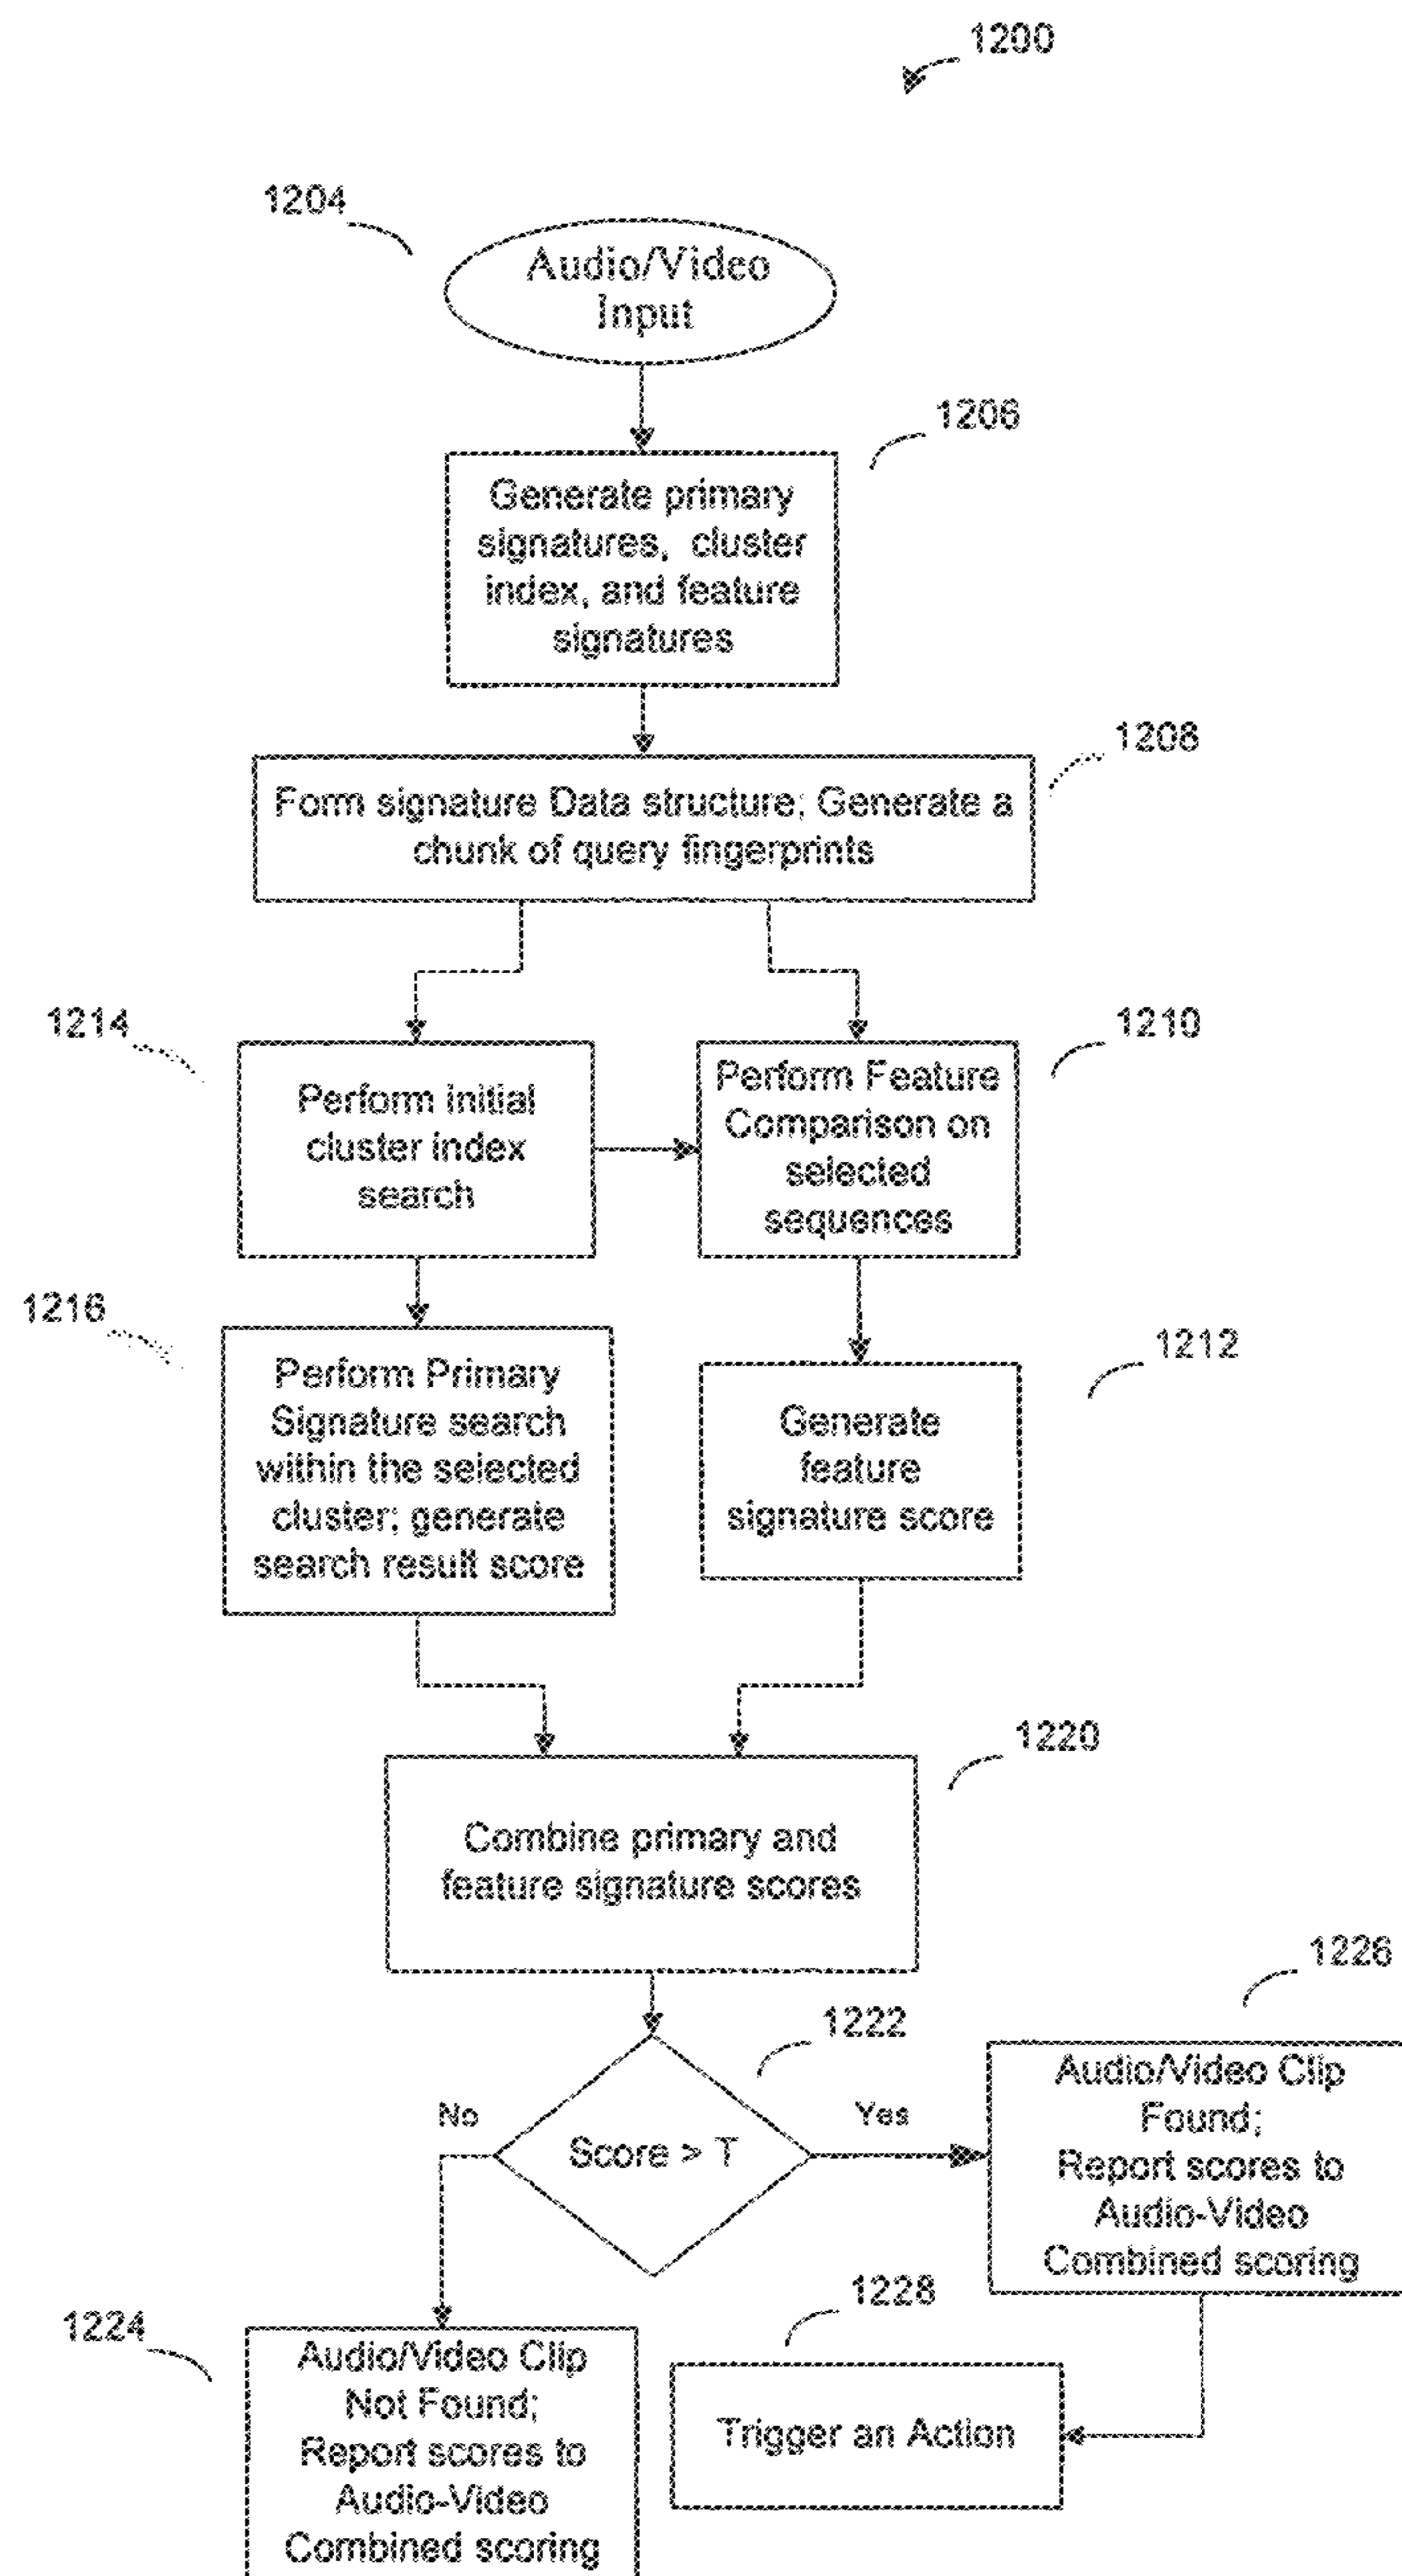 1200
1204
Audio/Video
Input
1206
Generate primary
signatures, cluster
index, and feature
signatures
1208
Form signature Data structure; Generate a
chunk of query fingerprints
1214
Perform initial
cluster index
search
1210
Perform Feature
Comparison on
selected
sequences
1216
Perform Primary
Signature search
within the selected
cluster; generate
search result score
1212
Generate
feature
signature score
1220
Combine primary and
feature signature scores
1222
Score > T
No
Yes
1226
Audio/Video Clip
Found;
Report scores to
Audio-Video
Combined scoring
1224
Audio/Video Clip
Not Found;
Report scores to
Audio-Video
Combined scoring
1228
Trigger an Action